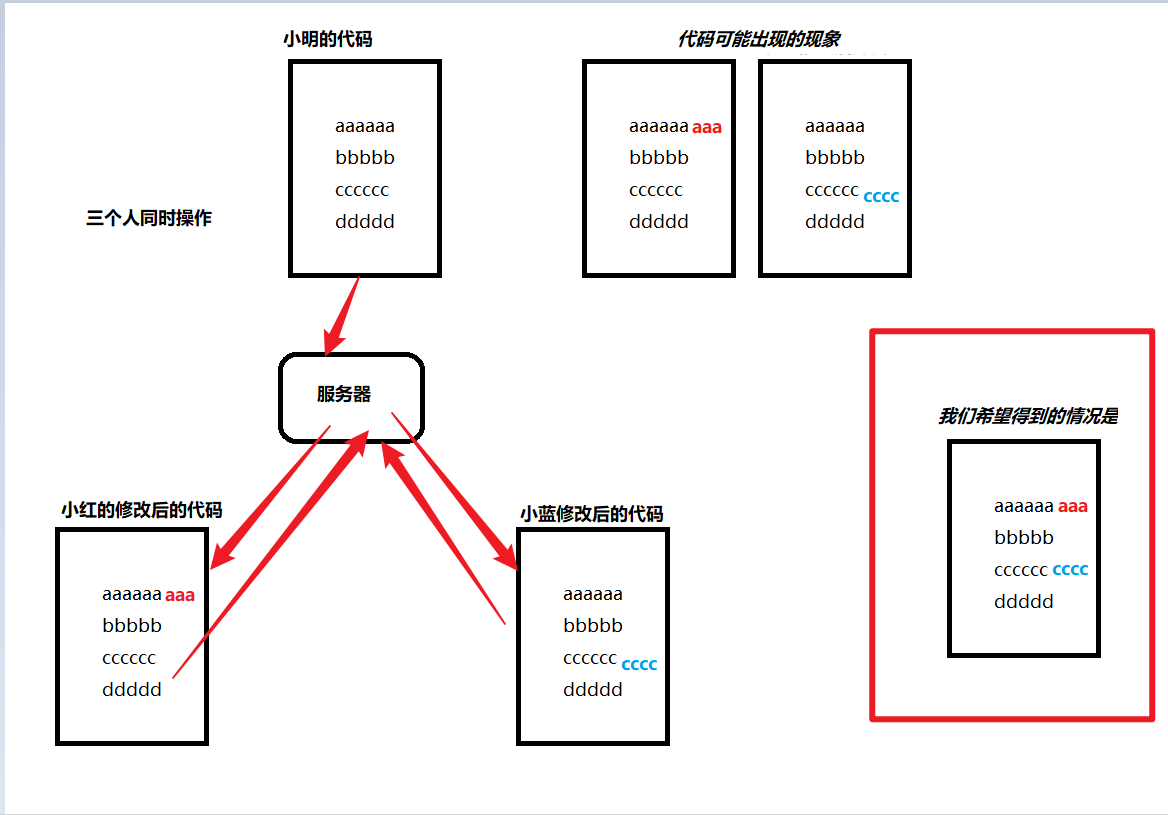 小明的代码
aaaaaa
bbbbb
cccccc
ddddd
代码可能出现的现象
aaaaaa aaa
bbbbb
cccccc
ddddd
aaaaaa
bbbbb
cccccc cccc
ddddd
三个人同时操作
服务器
小红的修改后的代码
aaaaaa aaa
bbbbb
cccccc
ddddd
小蓝修改后的代码
aaaaaa
bbbbb
cccccc cccc
ddddd
我们希望得到的情况是
aaaaaa aaa
bbbbb
cccccc cccc
ddddd